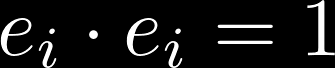 e_i · e_i = 1